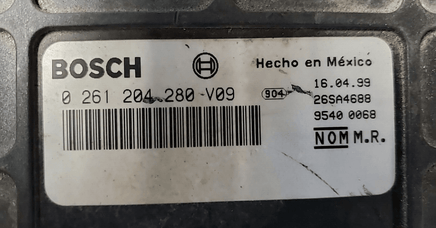 BOSCH
Hecho en México
0 261 204 280 V09
904
16.04.99
26SA4688
9540 0068
NOM M.R.